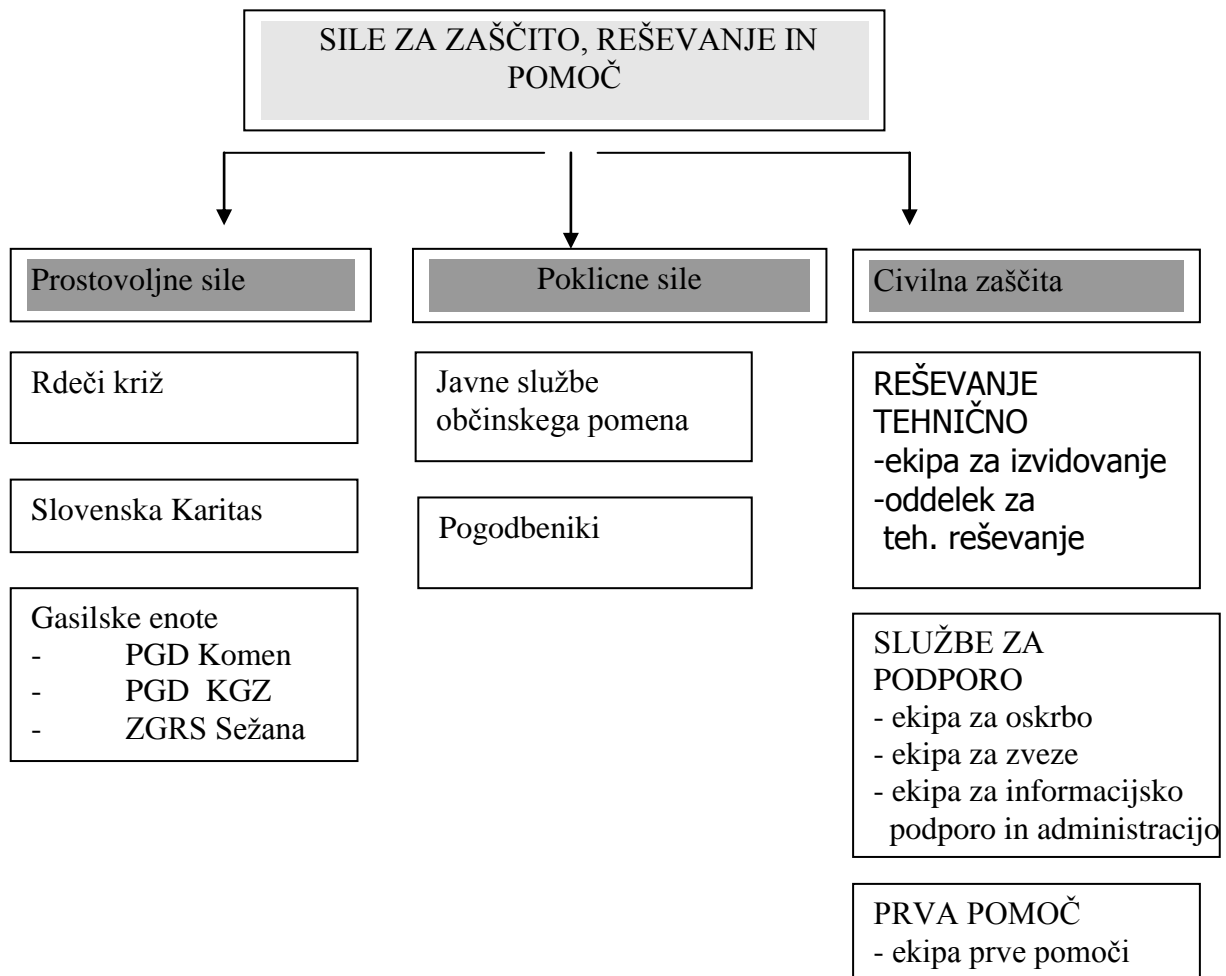 SILE ZA ZAŠČITO, REŠEVANJE IN
POMOČ
Prostovoljne sile
Rdeči križ
Slovenska Karitas
Gasilske enote
- PGD Komen
- PGD KGZ
- ZGRS Sežana
Poklicne sile
Javne službe
občinskega pomena
Pogodbeniki
Civilna zaščita
REŠEVANJE
TEHNIČNO
-ekipa za izvidovanje
-oddelek za
teh. reševanje
SLUŽBE ZA
PODPORO
- ekipa za oskrbo
- ekipa za zveze
- ekipa za informacijsko
podporo in administracijo
PRVA POMOČ
- ekipa prve pomoči